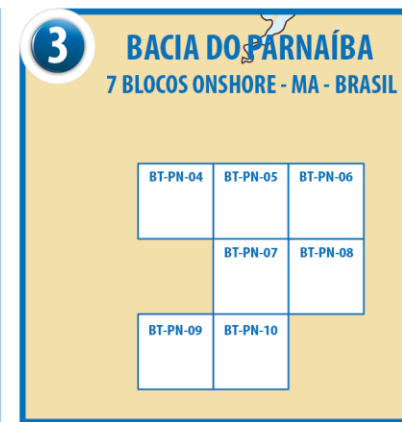 3
BACIA DO PARNAÍBA
7 BLOCOS ONSHORE - MA - BRASIL
BT-PN-04 BT-PN-05 BT-PN-06
BT-PN-07 BT-PN-08
BT-PN-09 BT-PN-10